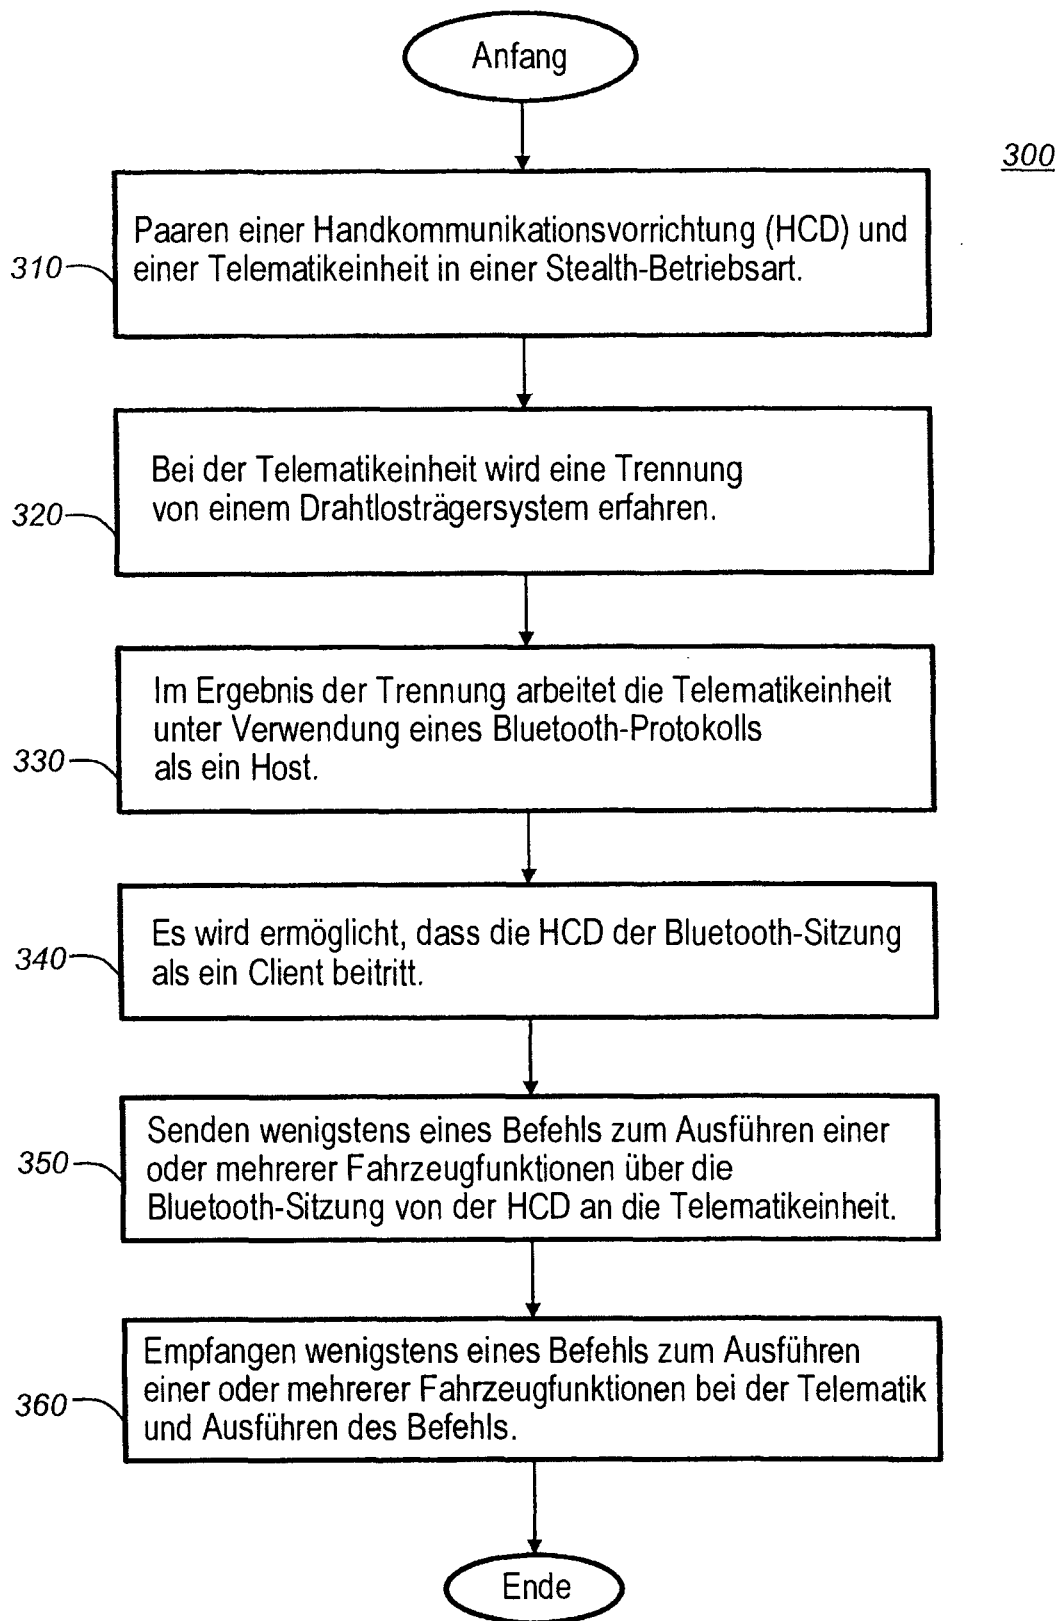 Anfang
300
Paaren einer Handkommunikationsvorrichtung (HCD) und
einer Telematikeinheit in einer Stealth-Betriebsart.
310
Bei der Telematikeinheit wird eine Trennung
von einem Drahtlosträgersystem erfahren.
320
Im Ergebnis der Trennung arbeitet die Telematikeinheit
unter Verwendung eines Bluetooth-Protokolls
als ein Host.
330
Es wird ermöglicht, dass die HCD der Bluetooth-Sitzung
als ein Client beitritt.
340
Senden wenigstens eines Befehls zum Ausführen einer
oder mehrerer Fahrzeugfunktionen über die
Bluetooth-Sitzung von der HCD an die Telematikeinheit.
350
Empfangen wenigstens eines Befehls zum Ausführen
einer oder mehrerer Fahrzeugfunktionen bei der Telematik
und Ausführen des Befehls.
360
Ende